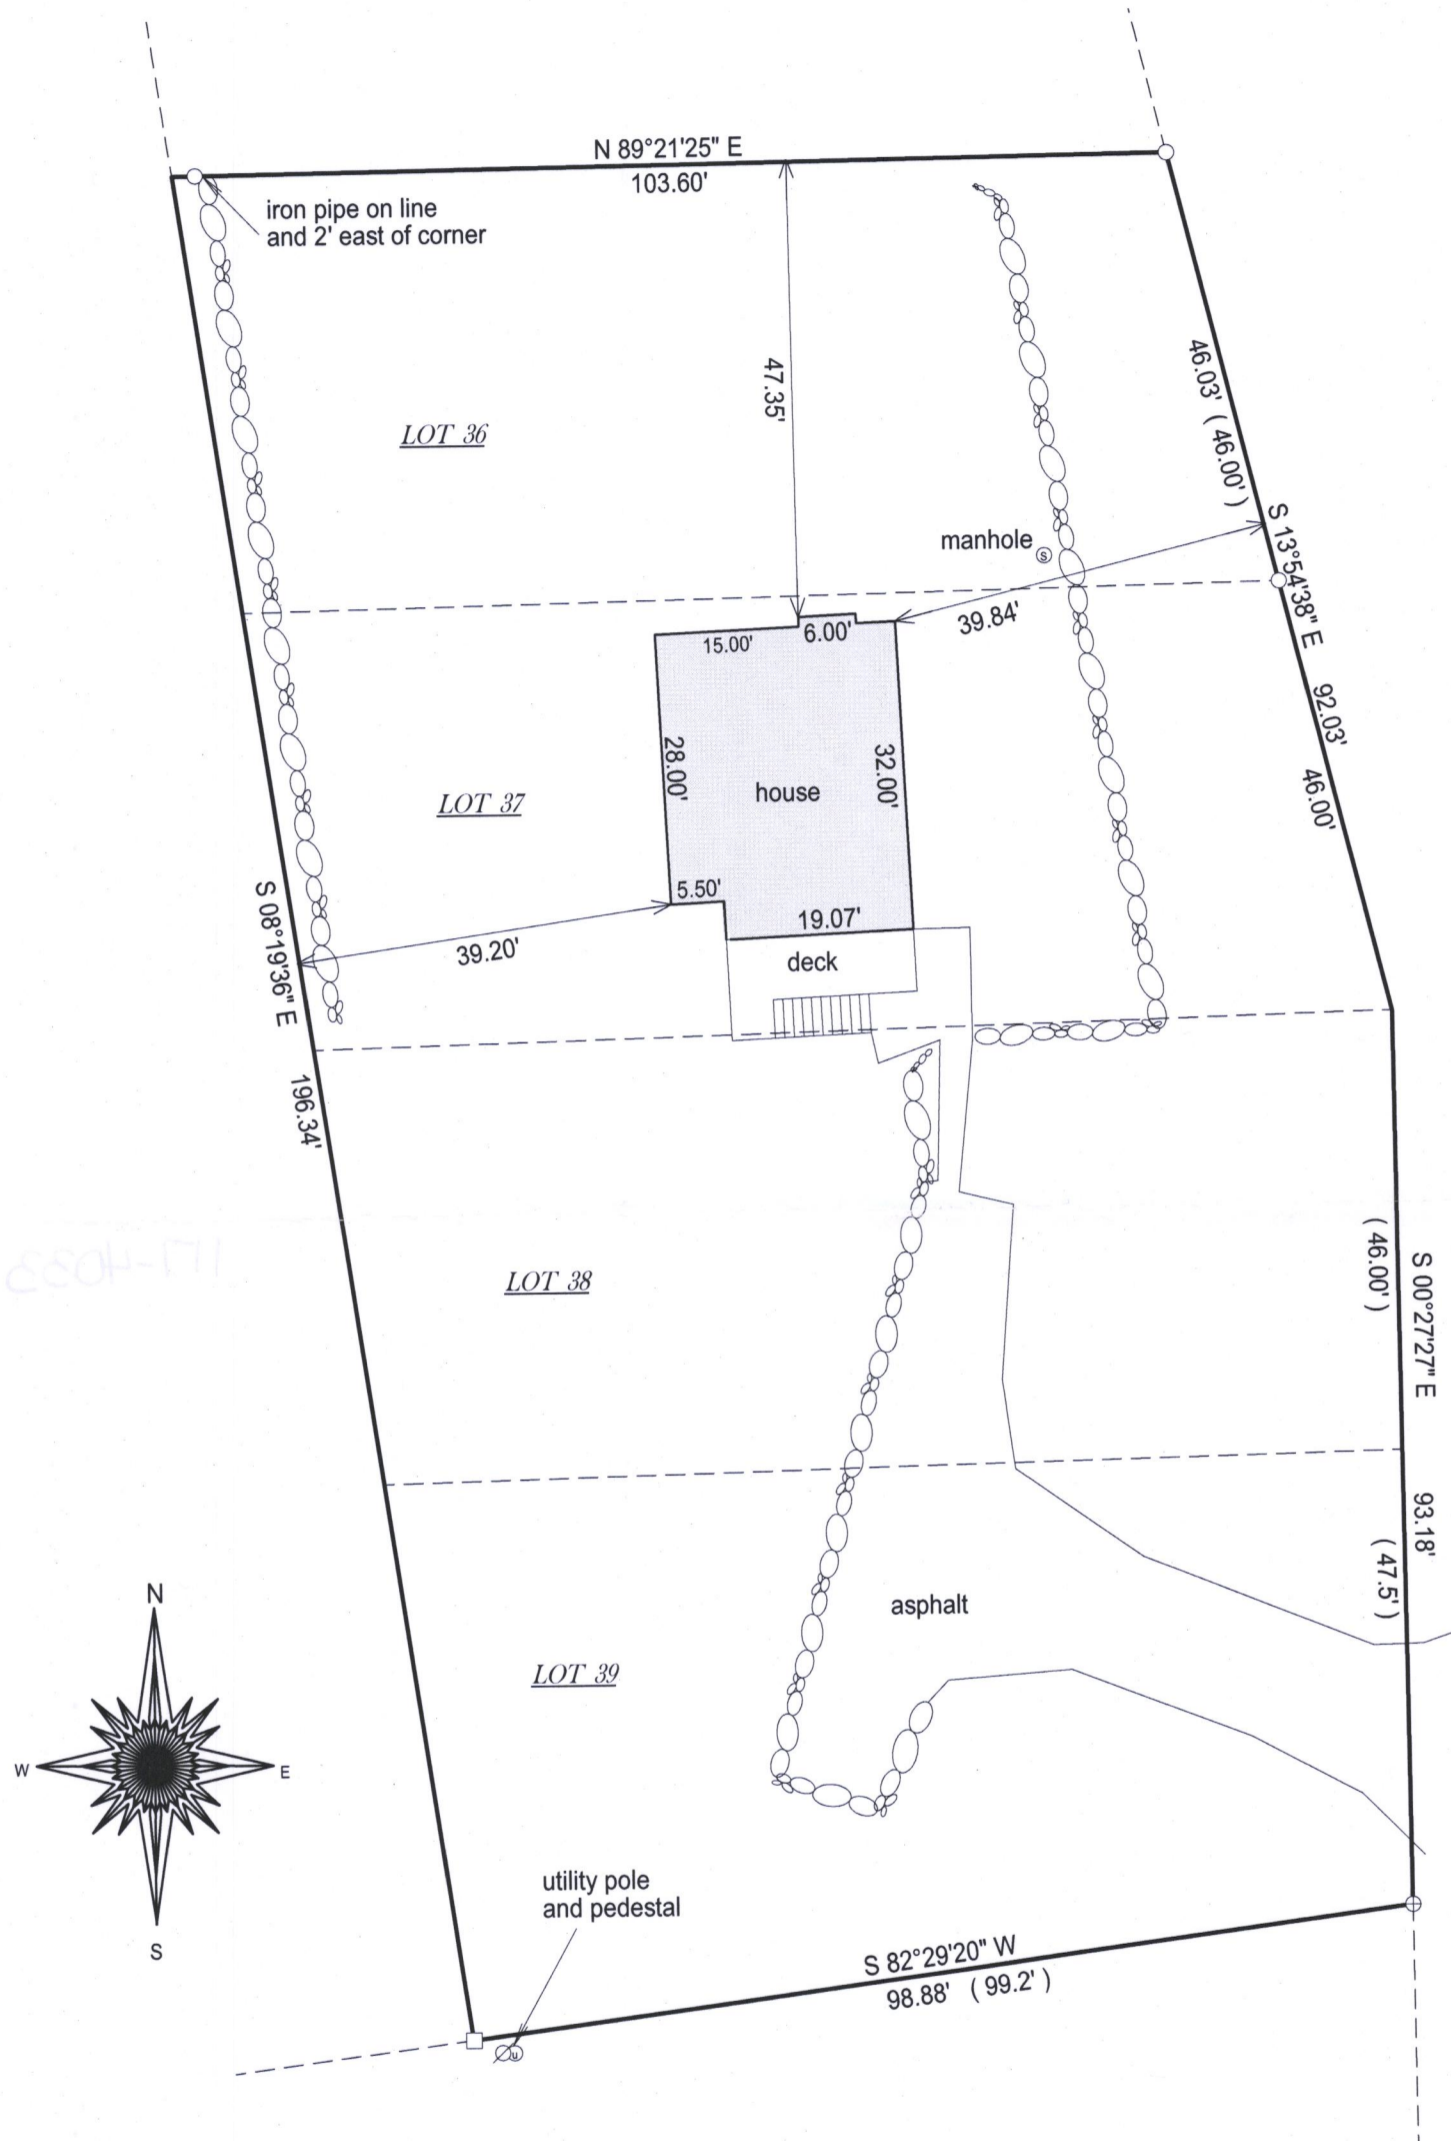 N 89°21'25" E
103.60'
iron pipe on line
and 2' east of corner
47.35'
46.03' ( 46.00' )
LOT 36
S 13°54'38" E 92.03'
manhole
S
39.84'
15.00'
6.00'
46.00'
28.00'
32.00'
house
LOT 37
5.50'
19.07'
S 08°19'36" E 196.34'
39.20'
deck
( 46.00' )
S 00°27'27" E 93.18'
LOT 38
( 47.5' )
asphalt
N
LOT 39
W
E
utility pole
and pedestal
S
S 82°29'20" W
98.88' ( 99.2' )
U